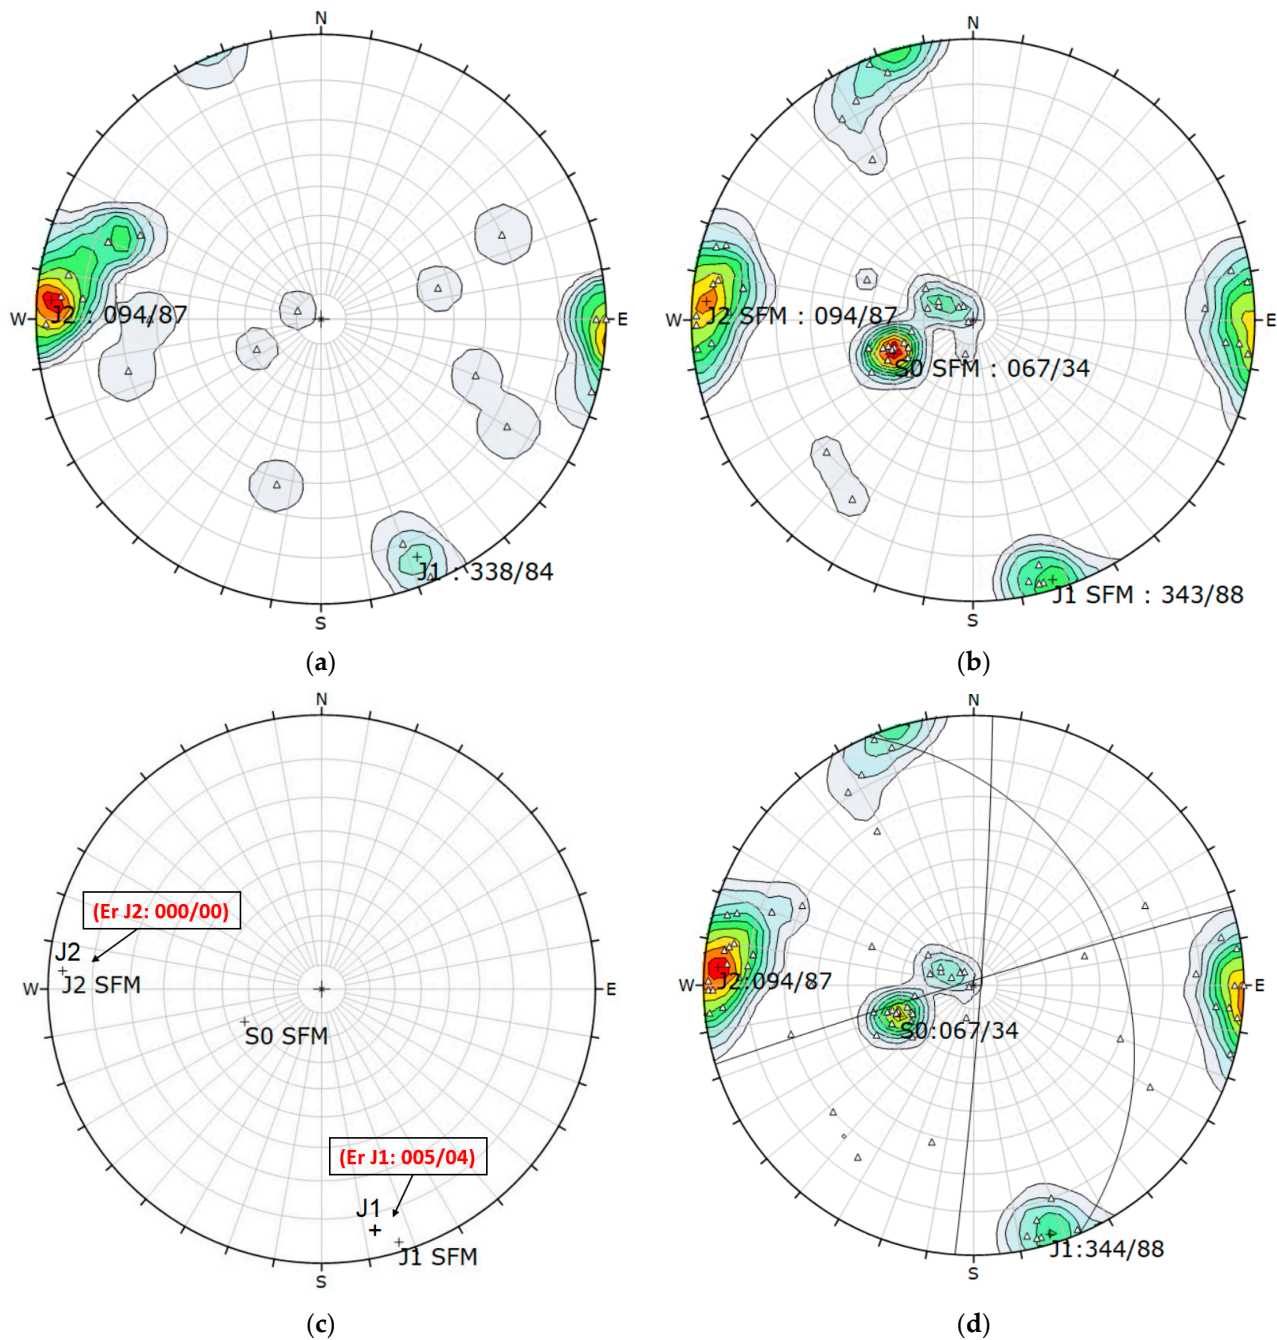 N
N
W
E
J2 : 094/87
J1 : 338/84
S
W
E
J2 SFM : 094/87
S0 SFM : 067/34
J1 SFM : 343/88
S
(a)
(b)
N
N
(Er J2: 000/00)
J2
W
E
J2 SFM
S0 SFM
(Er J1: 005/04)
J1
J1 SFM
S
W
E
J2:094/87
S0:067/34
J1:344/88
S
(c)
(d)